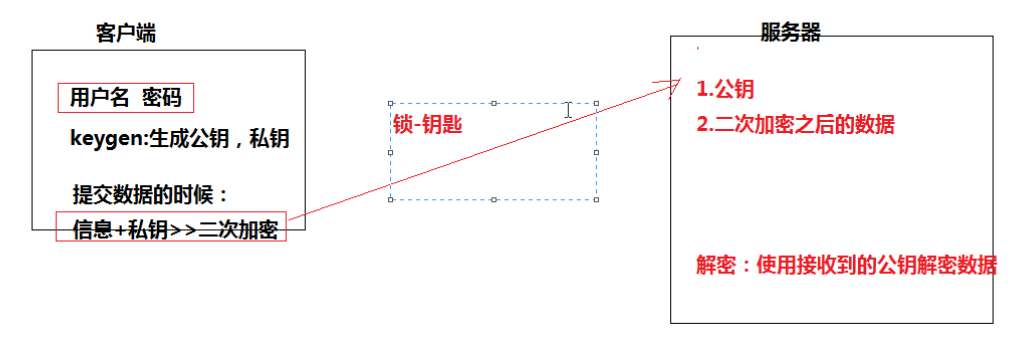 客户端
用户名 密码
keygen:生成公钥，私钥
提交数据的时候：
信息+私钥>>二次加密
锁-钥匙
服务器
1.公钥
2.二次加密之后的数据
解密：使用接收到的公钥解密数据